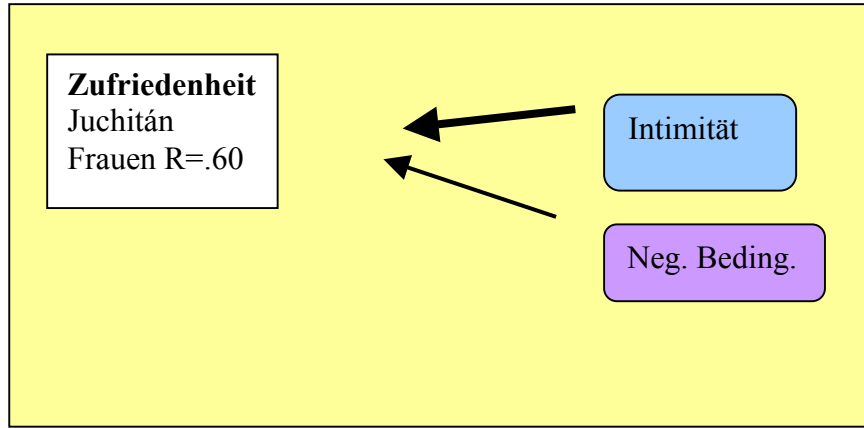 Zufriedenheit
Juchitán
Frauen R=.60
Intimität
Neg. Beding.